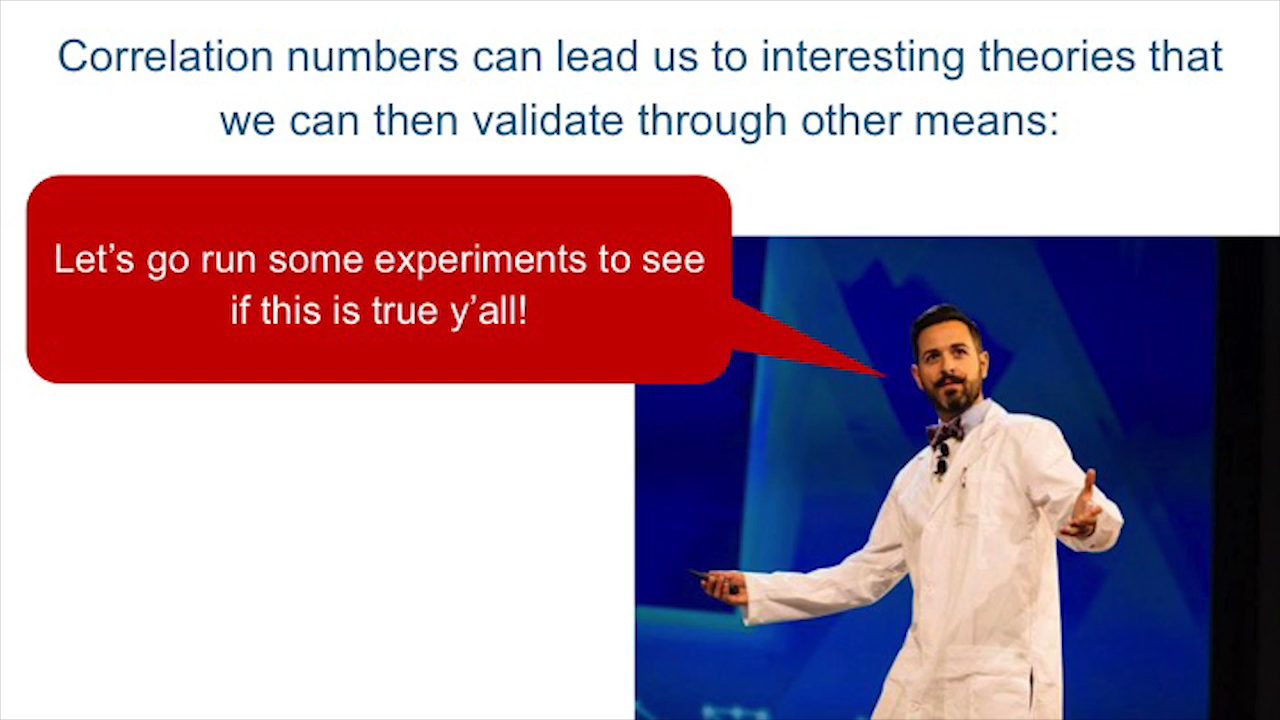 Correlation numbers can lead us to interesting theories that
we can then validate through other means:
Let’s go run some experiments to see
if this is true y’all!